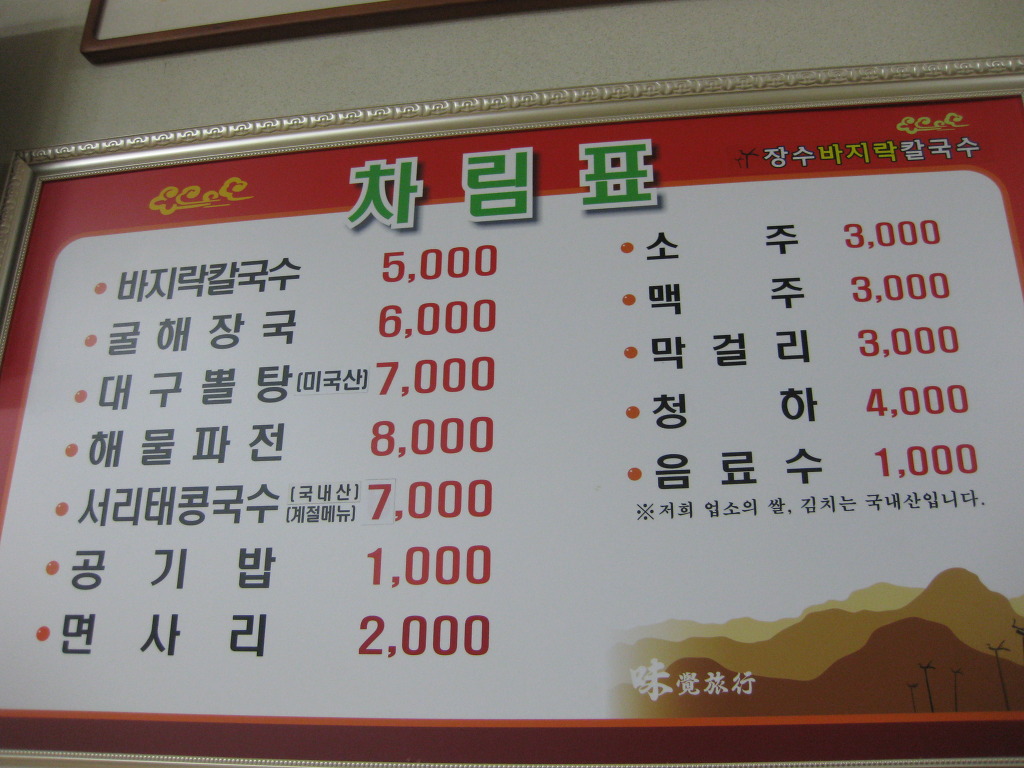 차림표
장수바지락칼국수
바지락칼국수 5,000
굴해장국 6,000
대구뽈탕(미국산) 7,000
해물파전 8,000
서리태콩국수 (국내산) (계절메뉴) 7,000
공기밥 1,000
면사리 2,000
소주 3,000
맥주 3,000
막걸리 3,000
청하 4,000
음료수 1,000
※저희 업소의 쌀, 김치는 국내산입니다.
味覺旅行